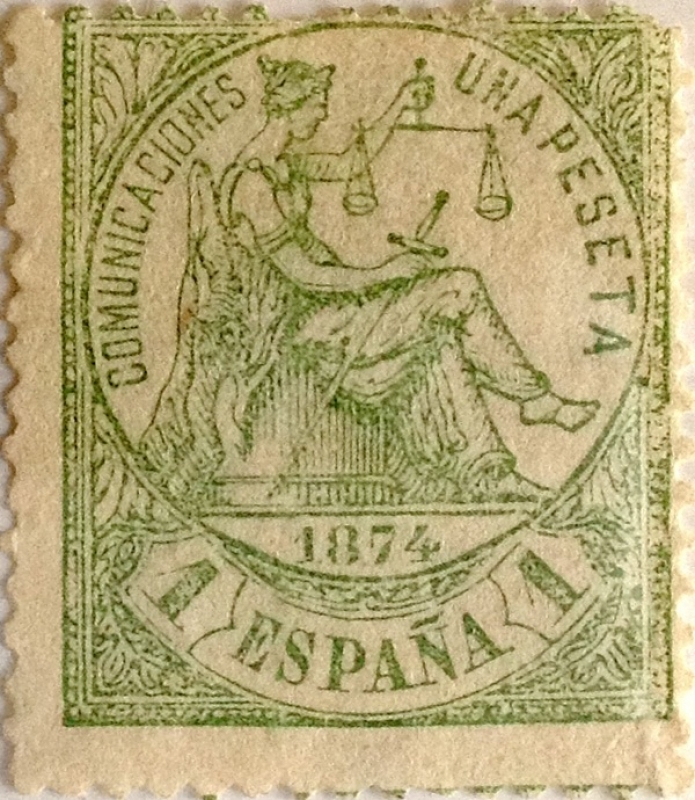 COMUNICACIONES
UNA PESETA
1874
1 ESPAÑA 1